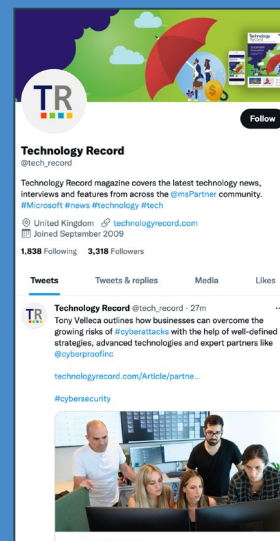 Technology
Record
TR
Follow
Technology Record
@tech_record
Technology Record magazine covers the latest technology news,
interviews and features from across the @msPartner community.
#Microsoft #news #technology #tech
United Kingdom technologyrecord.com
Joined September 2009
1,838 Following 3,318 Followers
Tweets Tweets & replies Media Likes
TR
Technology Record @tech_record · 27m
Tony Velleca outlines how businesses can overcome the
growing risks of #cyberattacks with the help of well-defined
strategies, advanced technologies and expert partners like
@cyberproofinc
technologyrecord.com/Article/partne...
#cybersecurity